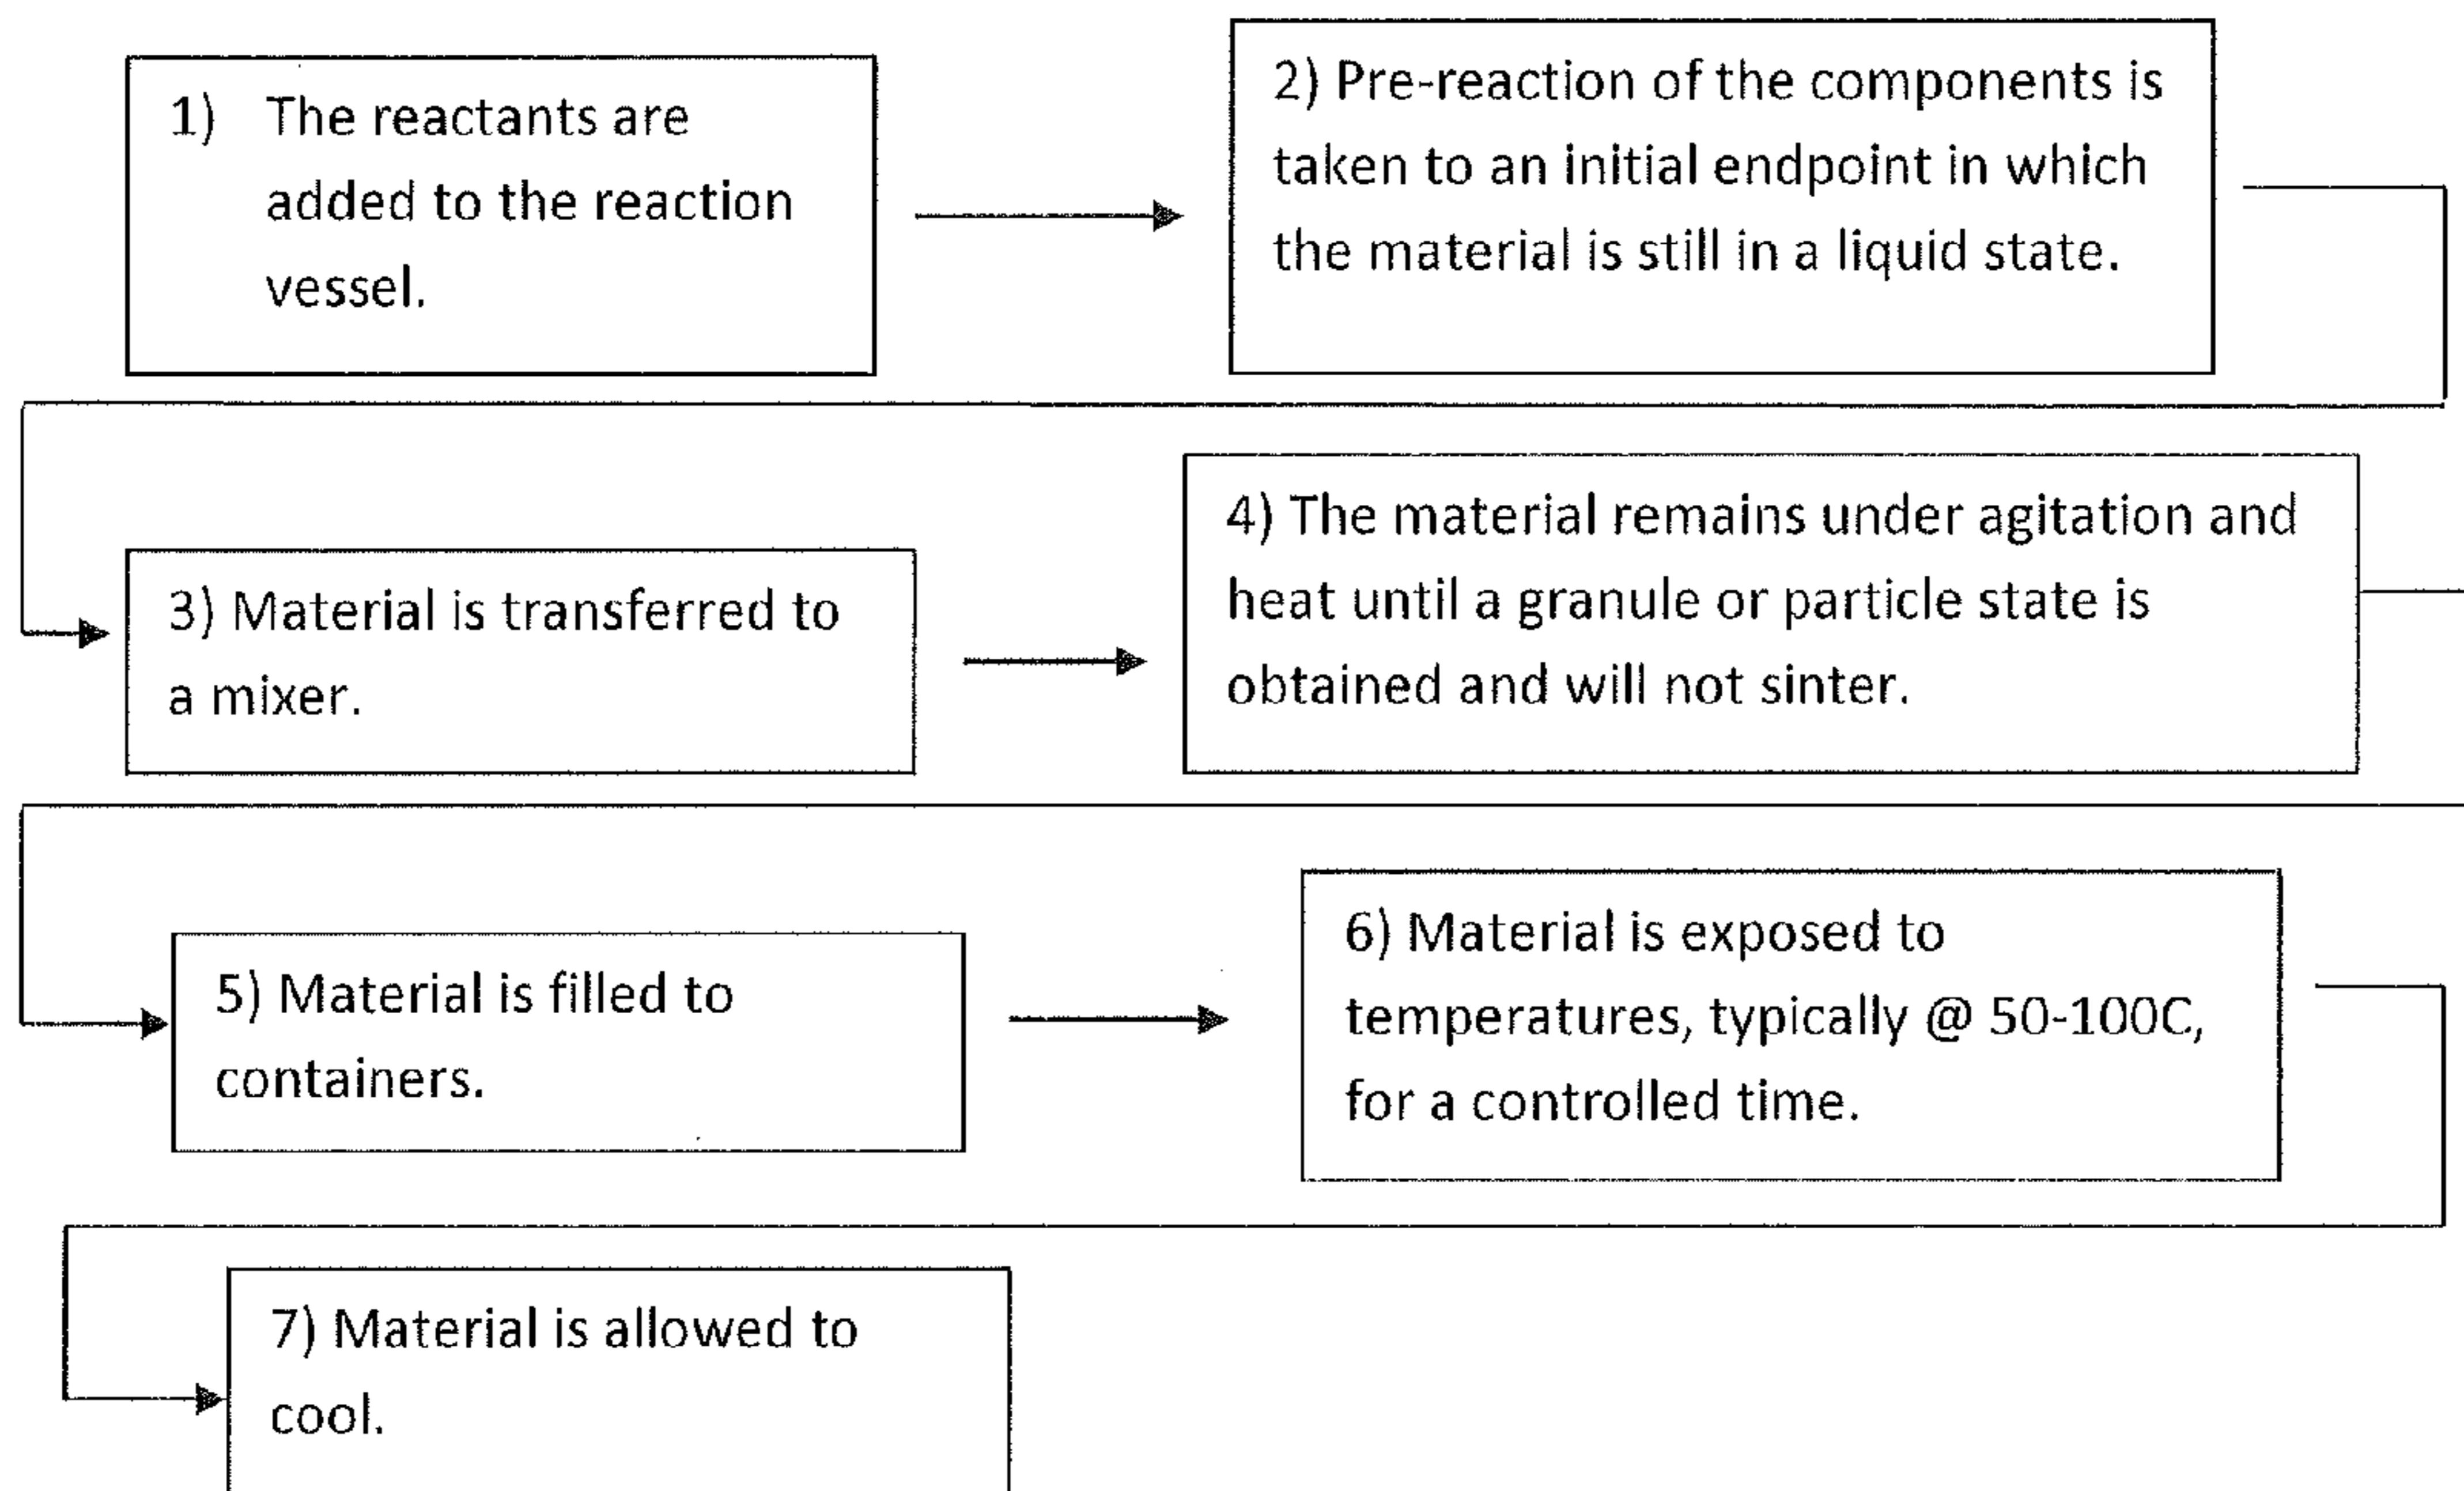 1) The reactants are
added to the reaction
vessel.
2) Pre-reaction of the components is
taken to an initial endpoint in which
the material is still in a liquid state.
3) Material is transferred to
a mixer.
4) The material remains under agitation and
heat until a granule or particle state is
obtained and will not sinter.
5) Material is filled to
containers.
6) Material is exposed to
temperatures, typically @ 50-100C,
for a controlled time.
7) Material is allowed to
cool.